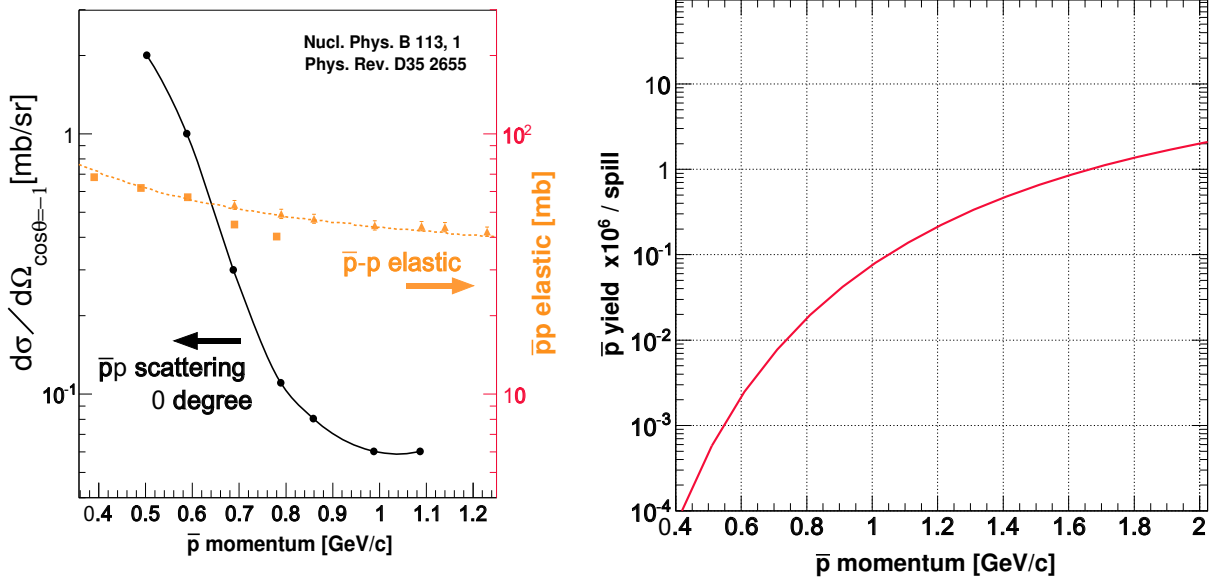 Nucl. Phys. B 113, 1
Phys. Rev. D35 2655
dσ/dΩcosθ=-1 [mb/sr]
1
10⁻¹
p̅-p elastic
p̅p scattering
0 degree
10²
10
p̅p elastic [mb]
0.4 0.5 0.6 0.7 0.8 0.9 1 1.1 1.2
p̅ momentum [GeV/c]
p̅ yield x10⁶ / spill
10
1
10⁻¹
10⁻²
10⁻³
10⁻⁴
0.4 0.6 0.8 1 1.2 1.4 1.6 1.8 2
p̅ momentum [GeV/c]